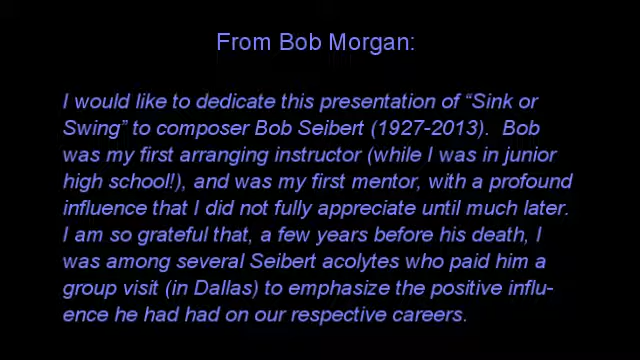 From Bob Morgan:
I would like to dedicate this presentation of “Sink or
Swing” to composer Bob Seibert (1927-2013).  Bob
was my first arranging instructor (while I was in junior
high school!), and was my first mentor, with a profound
influence that I did not fully appreciate until much later.
I am so grateful that, a few years before his death, I
was among several Seibert acolytes who paid him a
group visit (in Dallas) to emphasize the positive influ-
ence he had had on our respective careers.